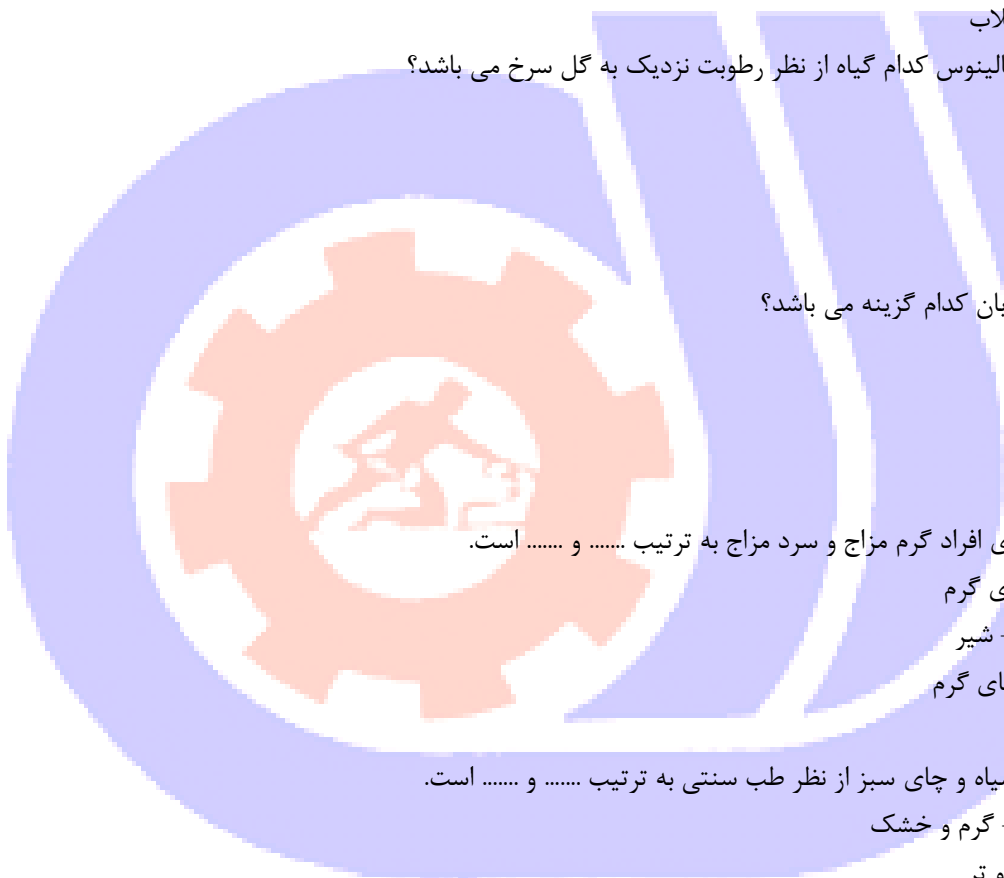 لاب
الینوس کدام گیاه از نظر رطوبت نزدیک به گل سرخ می باشد؟
بان کدام گزینه می باشد؟
ی افراد گرم مزاج و سرد مزاج به ترتیب ....... و ....... است.
ی گرم
- شیر
ای گرم
یاه و چای سبز از نظر طب سنتی به ترتیب ....... و ....... است.
- گرم و خشک
و تر